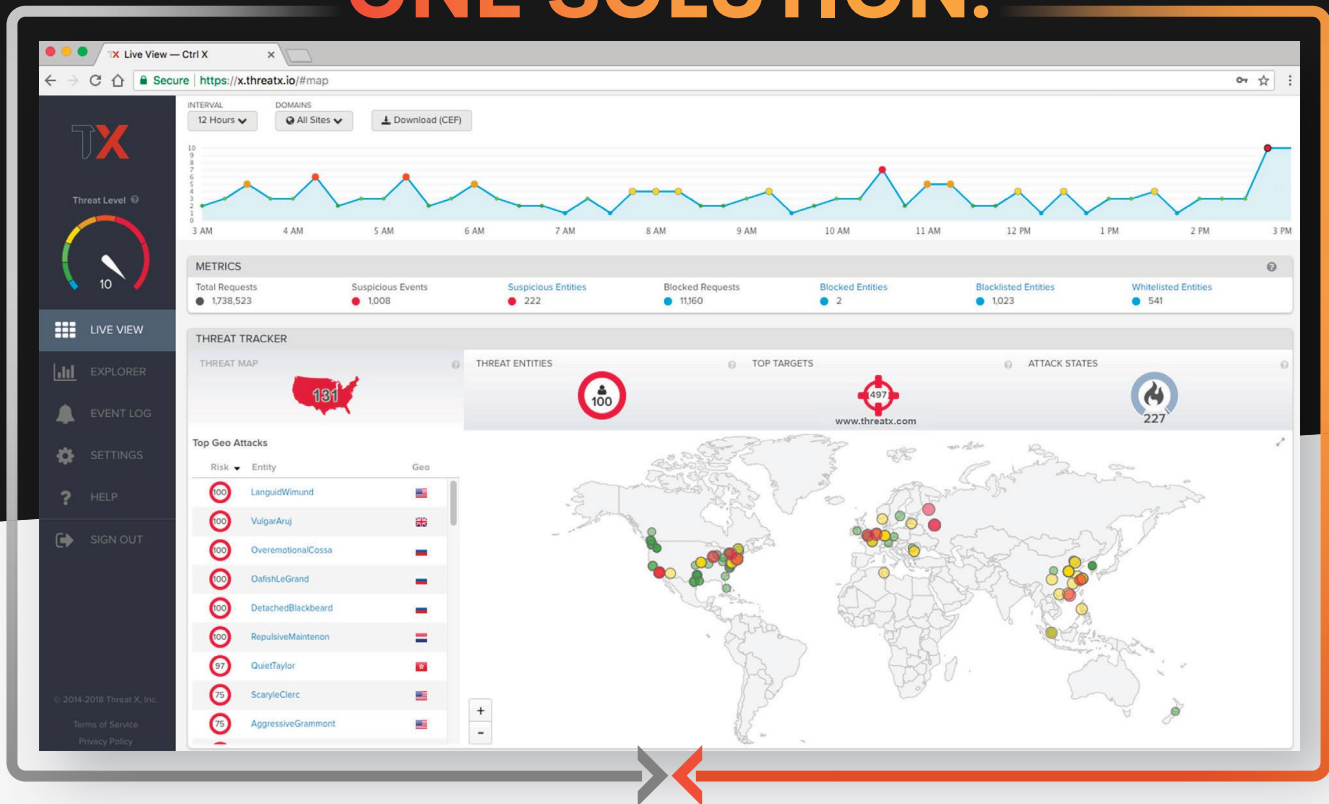 ONE SOLUTION.
TX Live View — Ctrl X ×
Secure | https://x.threatx.io/#map
INTERVAL DOMAINS
12 Hours All Sites Download (CEF)
TX
Threat Level
10
10
9
8
7
6
5
4
3
2
1
0
3 AM 4 AM 5 AM 6 AM 7 AM 8 AM 9 AM 10 AM 11 AM 12 PM 1 PM 2 PM 3 PM
METRICS
Total Requests Suspicious Events Suspicious Entities Blocked Requests Blocked Entities Blacklisted Entities Whitelisted Entities
1,738,523 1,008 222 11,160 2 1,023 541
LIVE VIEW
EXPLORER
EVENT LOG
SETTINGS
? HELP
SIGN OUT
THREAT TRACKER
THREAT MAP THREAT ENTITIES TOP TARGETS ATTACK STATES
131 100 497 227
www.threatx.com
Top Geo Attacks
Risk Entity Geo
100 LanguidWimund
100 VulgarAruj
100 OveremotionalCossa
100 OafishLeGrand
100 DetachedBlackbeard
100 RepulsiveMaintenon
97 QuietTaylor
75 ScaryleClerc
75 AggressiveGrammont
+
-
© 2014-2018 Threat X, Inc.
Terms of Service
Privacy Policy